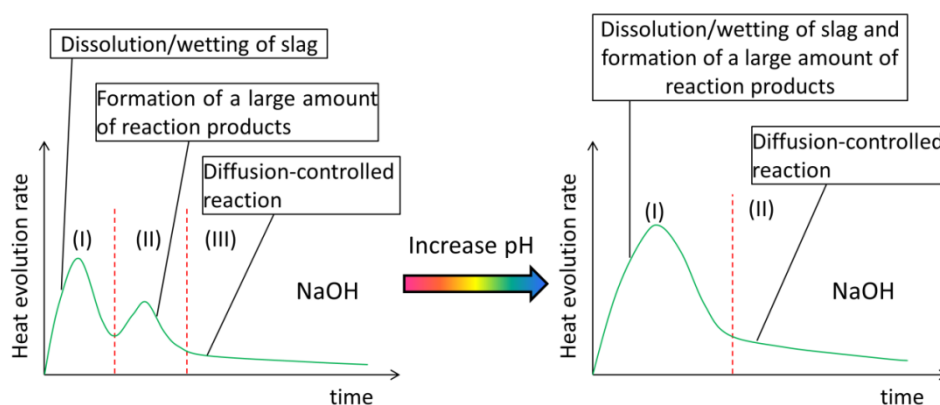 Dissolution/wetting of slag
Formation of a large amount
of reaction products
Diffusion-controlled
reaction
Heat evolution rate
(I)
(II)
(III)
NaOH
time
Increase pH
Dissolution/wetting of slag and
formation of a large amount of
reaction products
Diffusion-controlled
reaction
Heat evolution rate
(I)
(II)
NaOH
time